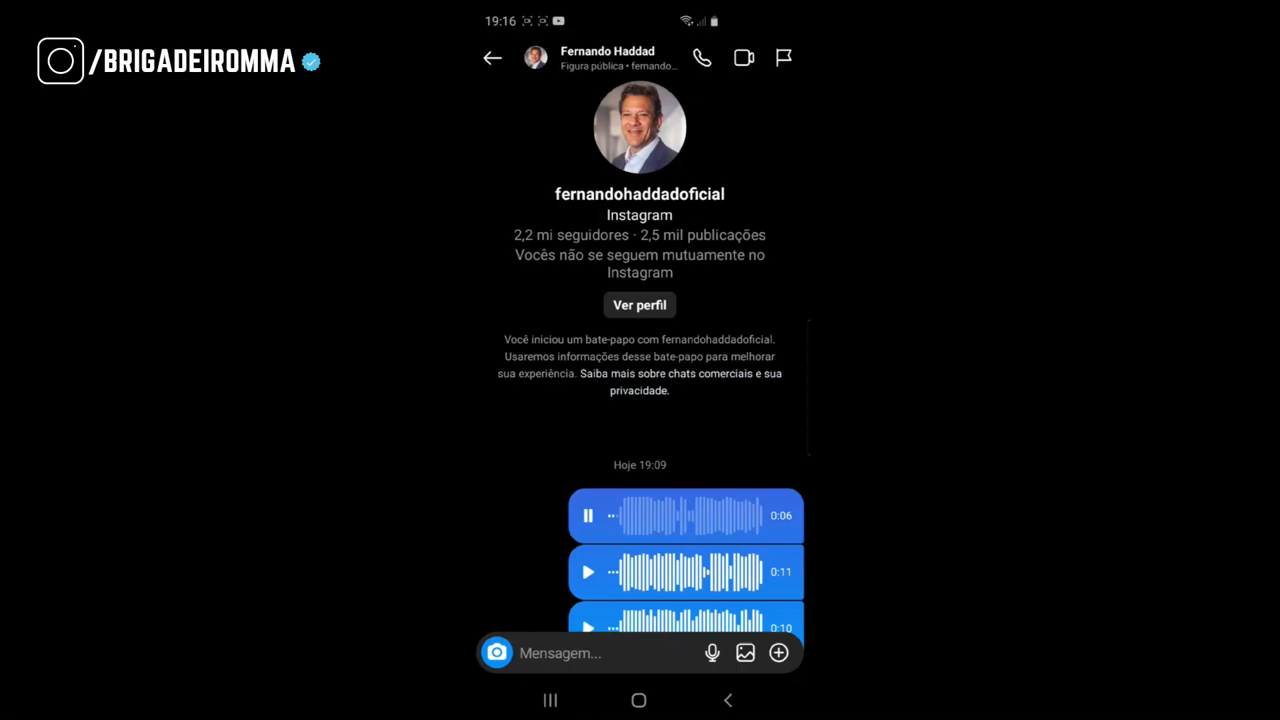 /BRIGADEIROMMA
19:16
Fernando Haddad
Figura pública • fernando...
fernandohaddadoficial
Instagram
2,2 mi seguidores · 2,5 mil publicações
Vocês não se seguem mutuamente no
Instagram
Ver perfil
Você iniciou um bate-papo com fernandohaddadoficial.
Usaremos informações desse bate-papo para melhorar
sua experiência. Saiba mais sobre chats comerciais e sua
privacidade.
Hoje 19:09
0:06
0:11
0:10
Mensagem...